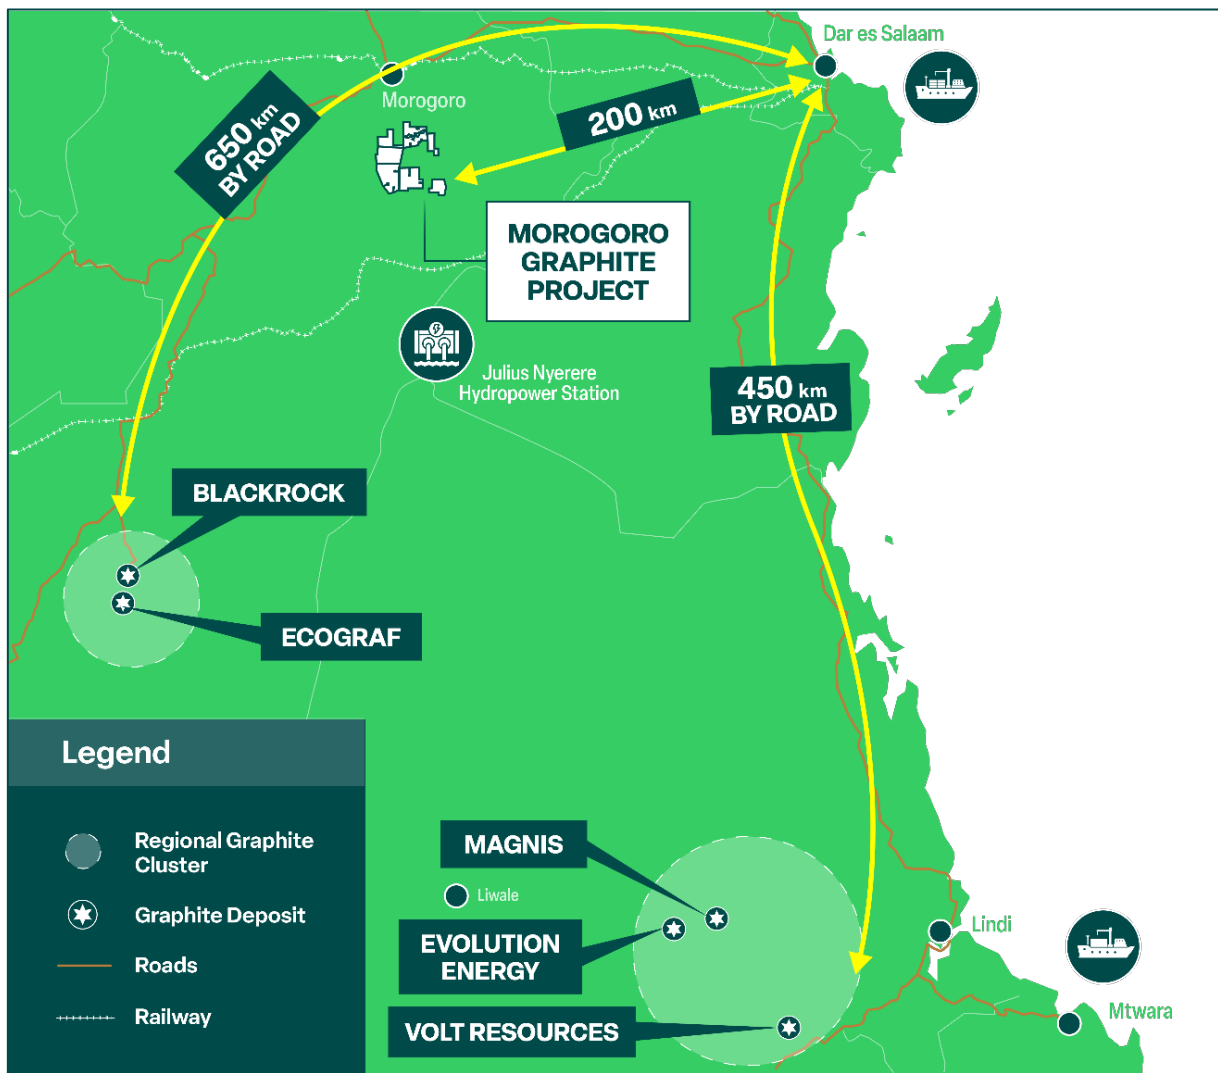 Dar es Salaam
Morogoro
650 km
BY ROAD
200 km
MOROGORO
GRAPHITE
PROJECT
Julius Nyerere
Hydropower Station
450 km
BY ROAD
BLACKROCK
ECOGRAF
Legend
Regional Graphite
Cluster
Graphite Deposit
Roads
Railway
MAGNIS
Liwale
EVOLUTION
ENERGY
VOLT RESOURCES
Lindi
Mtwara